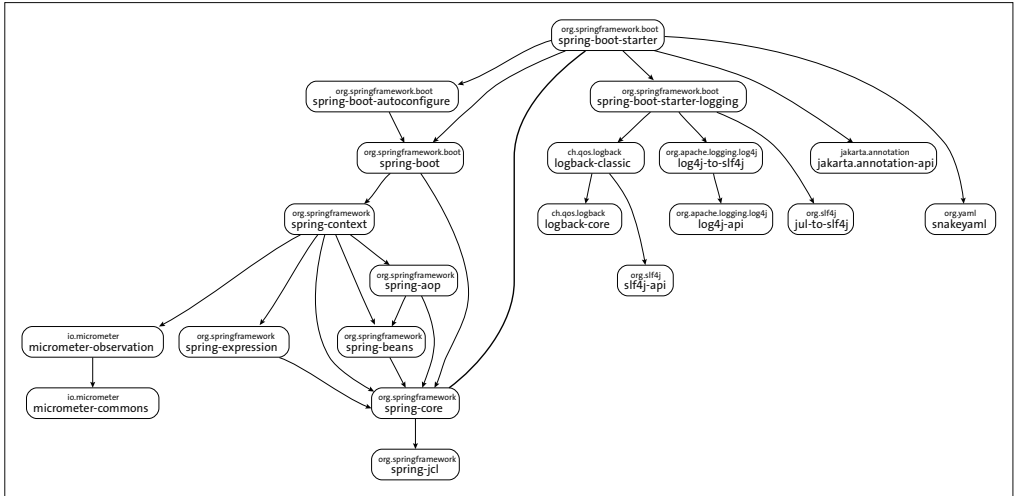 org.springframework.boot
spring-boot-starter
org.springframework.boot
spring-boot-autoconfigure
org.springframework.boot
spring-boot-starter-logging
org.springframework.boot
spring-boot
ch.qos.logback
logback-classic
org.apache.logging.log4j
log4j-to-slf4j
jakarta.annotation
jakarta.annotation-api
org.springframework
spring-context
ch.qos.logback
logback-core
org.apache.logging.log4j
log4j-api
org.slf4j
jul-to-slf4j
org.yaml
snakeyaml
org.springframework
spring-aop
org.slf4j
slf4j-api
io.micrometer
micrometer-observation
org.springframework
spring-expression
org.springframework
spring-beans
io.micrometer
micrometer-commons
org.springframework
spring-core
org.springframework
spring-jcl